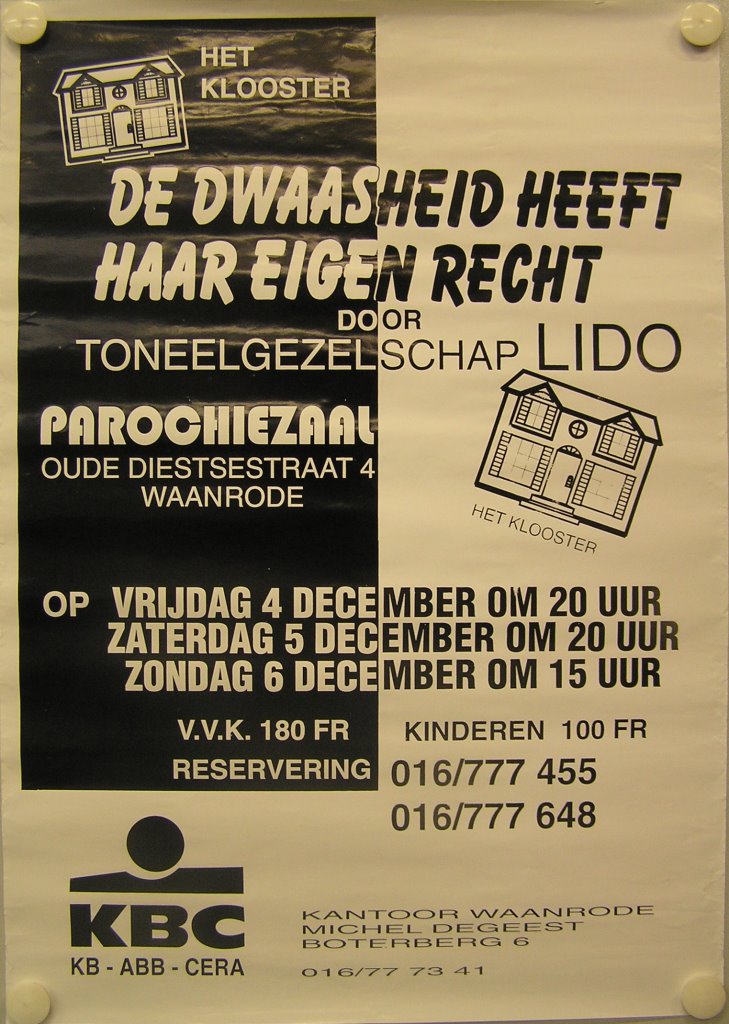 HET
KLOOSTER
DE DWAASHEID HEEFT
HAAR EIGEN RECHT
DOOR
TONEELGEZELSCHAP LIDO
PAROCHIEZAAL
OUDE DIESTSESTRAAT 4
WAANRODE
HET KLOOSTER
OP VRIJDAG 4 DECEMBER OM 20 UUR
ZATERDAG 5 DECEMBER OM 20 UUR
ZONDAG 6 DECEMBER OM 15 UUR
V.V.K. 180 FR KINDEREN 100 FR
RESERVERING 016/777 455
016/777 648
KBC
KB - ABB - CERA
KANTOOR WAANRODE
MICHEL DEGEEST
BOTERBERG 6
016/77 73 41